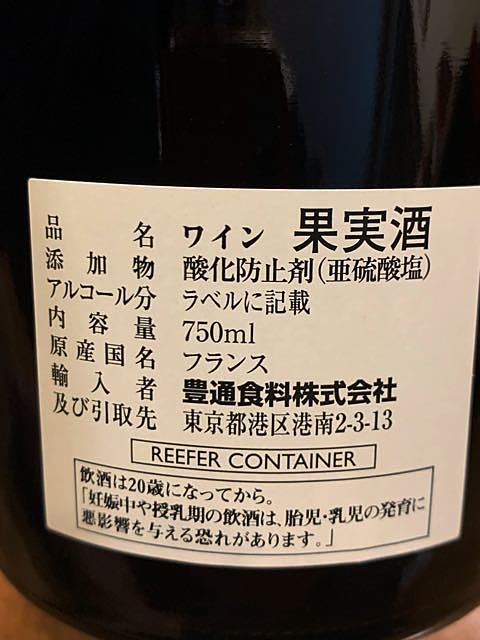 品名 ワイン 果実酒
添加物 酸化防止剤(亜硫酸塩)
アルコール分 ラベルに記載
内容量 750ml
原産国名 フランス
輸入者 豊通食料株式会社
及び引取先 東京都港区港南2-3-13
REEFER CONTAINER
飲酒は20歳になってから。
「妊娠中や授乳期の飲酒は、胎児・乳児の発育に
悪影響を与える恐れがあります。」